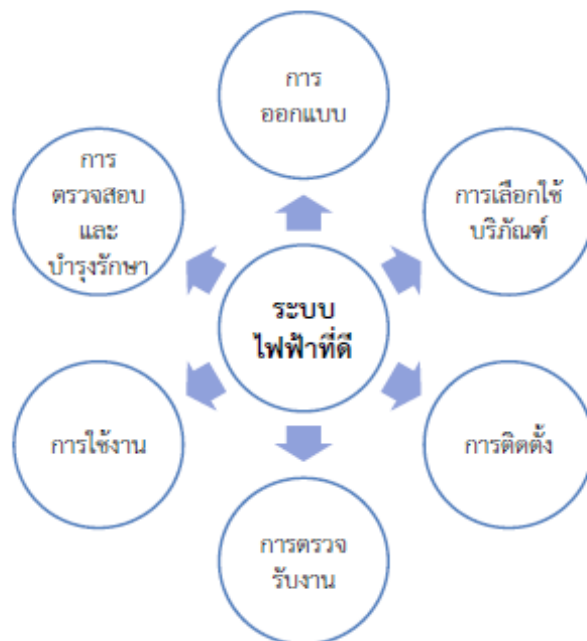 การ
ออกแบบ
การเลือกใช้
บริภัณฑ์
การติดตั้ง
การตรวจ
รับงาน
การใช้งาน
การ
ตรวจสอบ
และ
บำรุงรักษา
ระบบ
ไฟฟ้าที่ดี